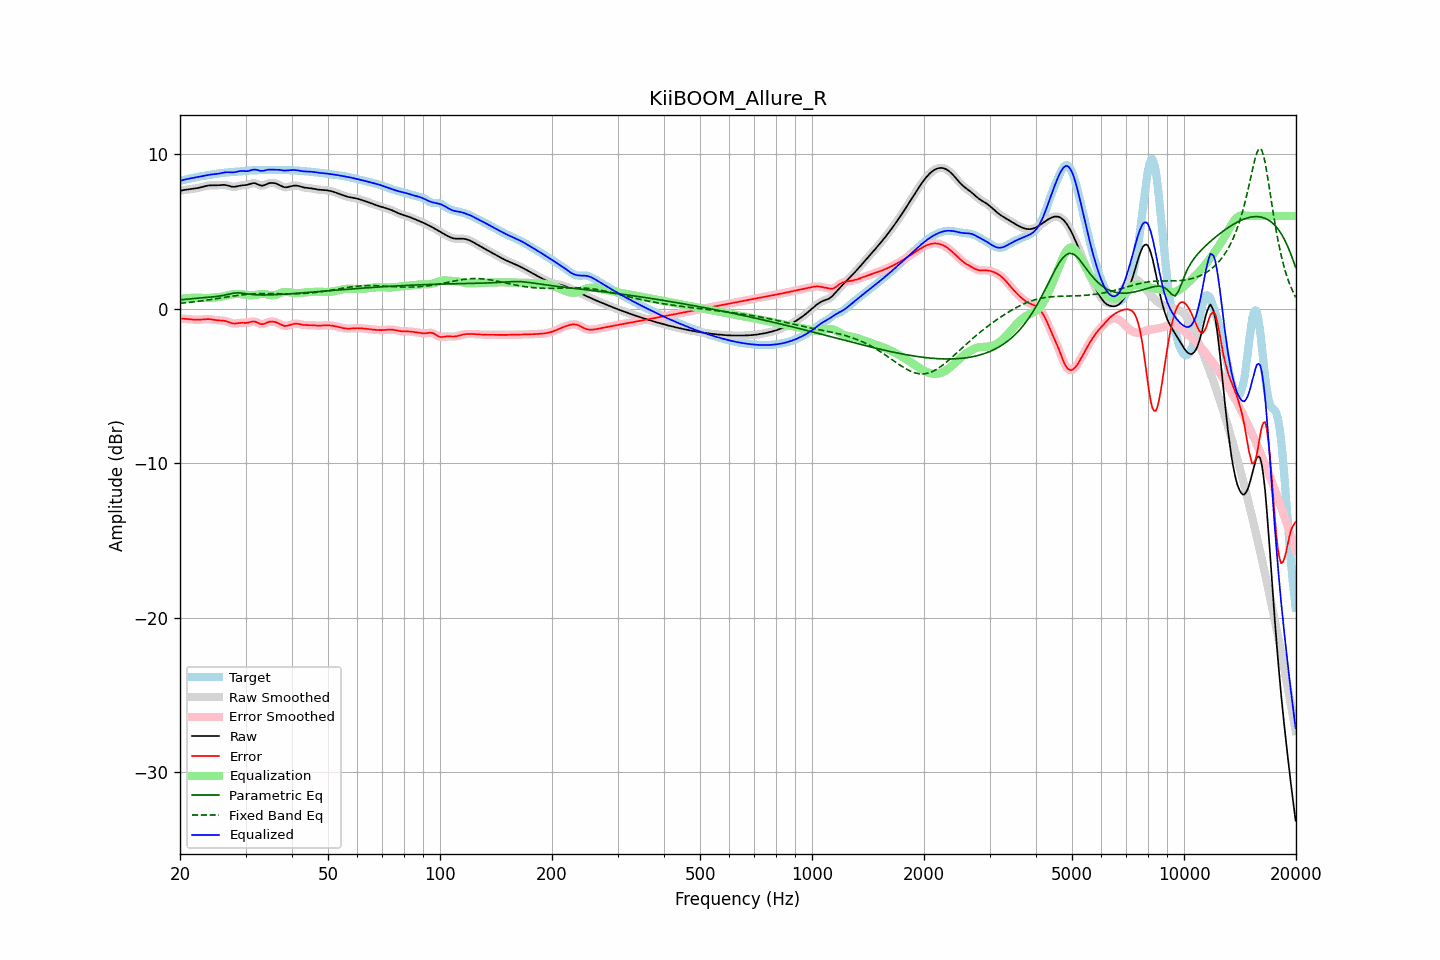 KiiBOOM_Allure_R
10
0
−10
−20
−30
Amplitude (dBr)
Target
Raw Smoothed
Error Smoothed
Raw
Error
Equalization
Parametric Eq
Fixed Band Eq
Equalized
20 50 100 200 500 1000 2000 5000 10000 20000
Frequency (Hz)